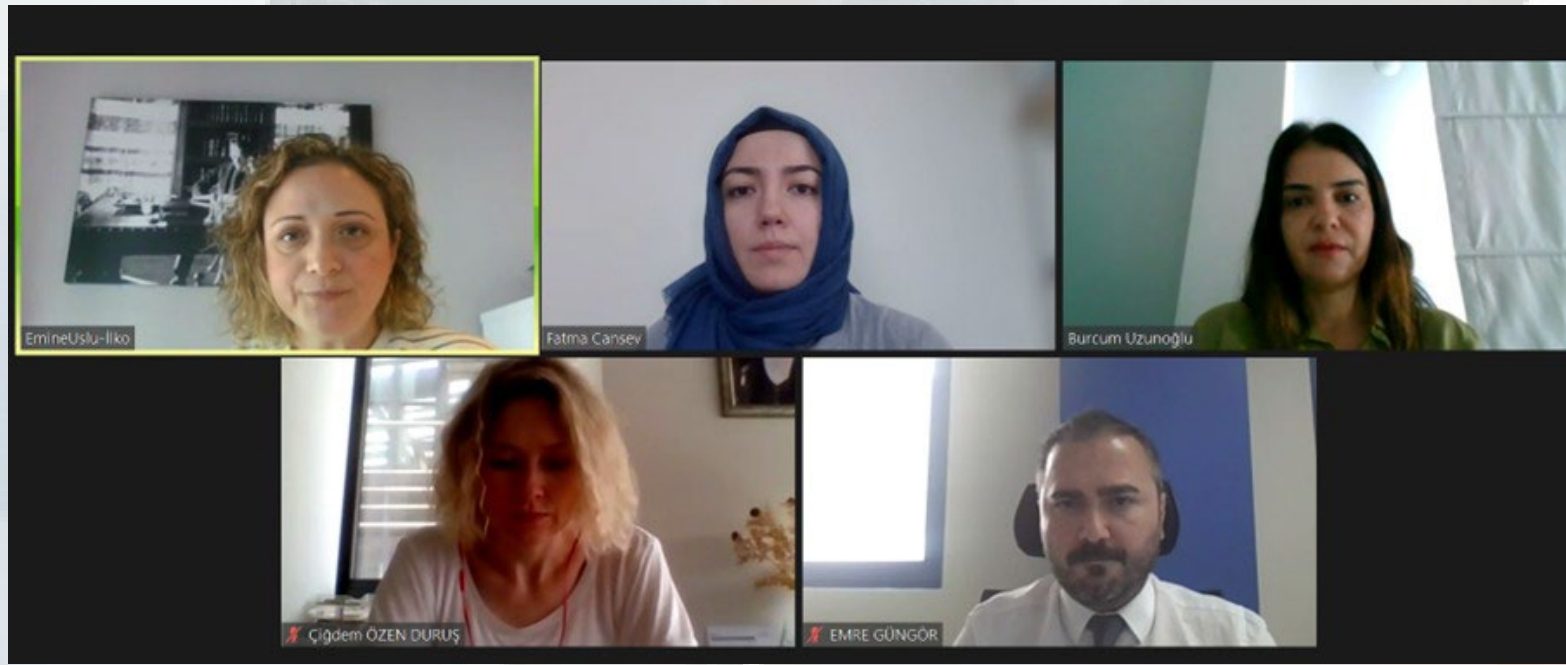 EmineUslu-İlko
Fatma Cansev
Burcum Uzunoğlu
Çiğdem ÖZEN DURUŞ
EMRE GÜNGÖR